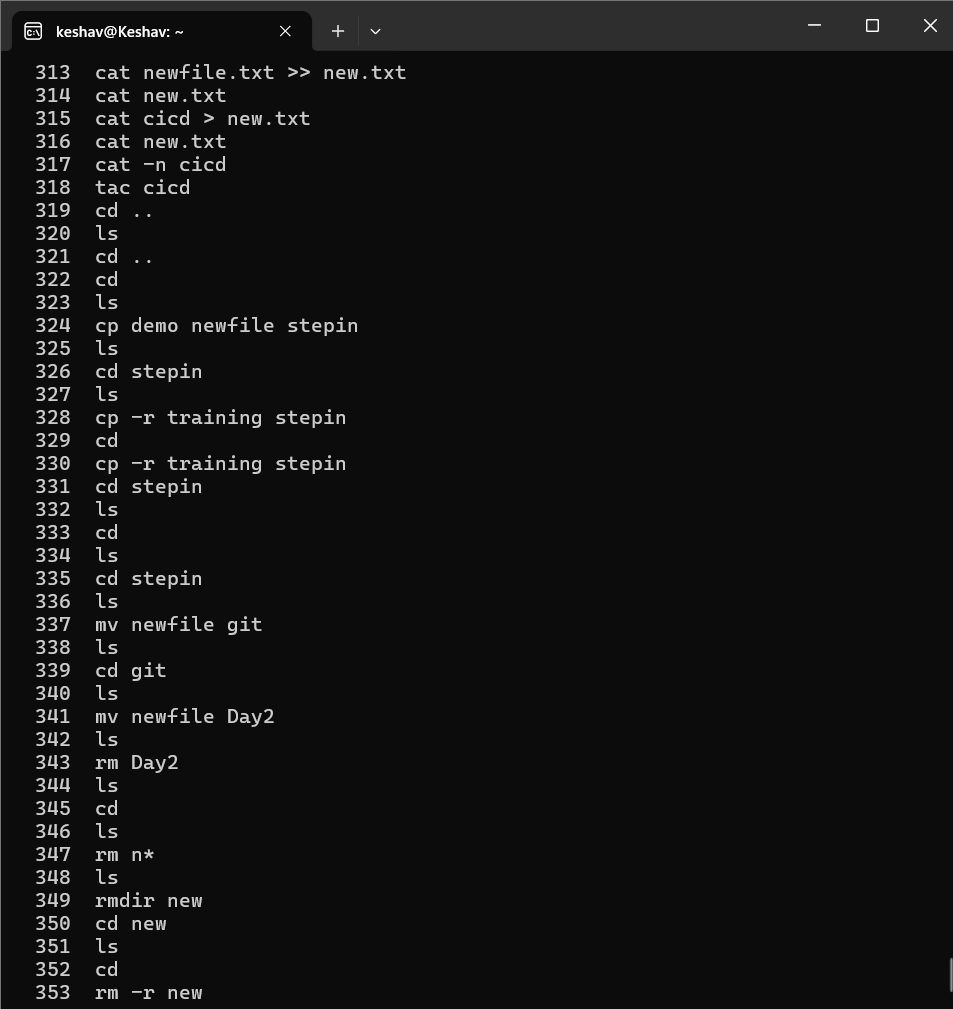 keshav@Keshav: ~
313 cat newfile.txt >> new.txt
314 cat new.txt
315 cat cicd > new.txt
316 cat new.txt
317 cat -n cicd
318 tac cicd
319 cd ..
320 ls
321 cd ..
322 cd
323 ls
324 cp demo newfile stepin
325 ls
326 cd stepin
327 ls
328 cp -r training stepin
329 cd
330 cp -r training stepin
331 cd stepin
332 ls
333 cd
334 ls
335 cd stepin
336 ls
337 mv newfile git
338 ls
339 cd git
340 ls
341 mv newfile Day2
342 ls
343 rm Day2
344 ls
345 cd
346 ls
347 rm n*
348 ls
349 rmdir new
350 cd new
351 ls
352 cd
353 rm -r new